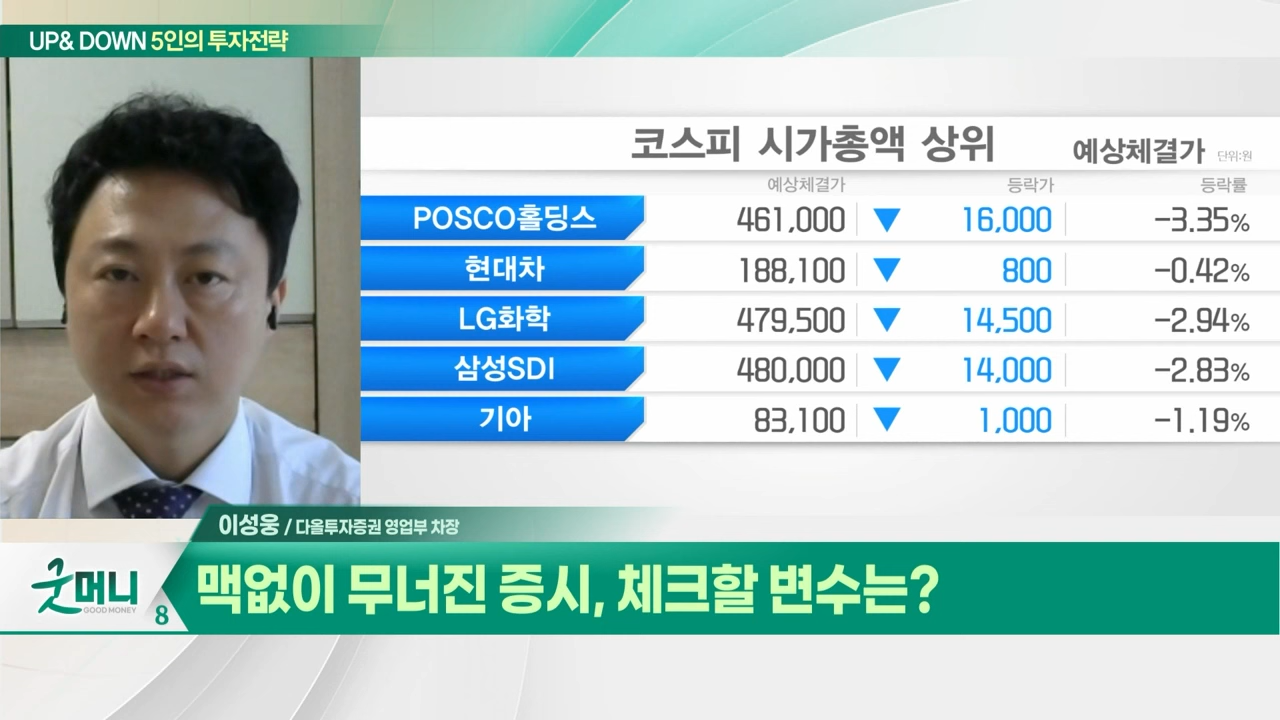 UP& DOWN 5인의 투자전략
코스피 시가총액 상위 예상체결가 단위:원
예상체결가 등락가 등락률
POSCO홀딩스 461,000 ▼ 16,000 -3.35%
현대차 188,100 ▼ 800 -0.42%
LG화학 479,500 ▼ 14,500 -2.94%
삼성SDI 480,000 ▼ 14,000 -2.83%
기아 83,100 ▼ 1,000 -1.19%
이성웅 / 다올투자증권 영업부 차장
굿머니
GOOD MONEY
8
맥없이 무너진 증시, 체크할 변수는?